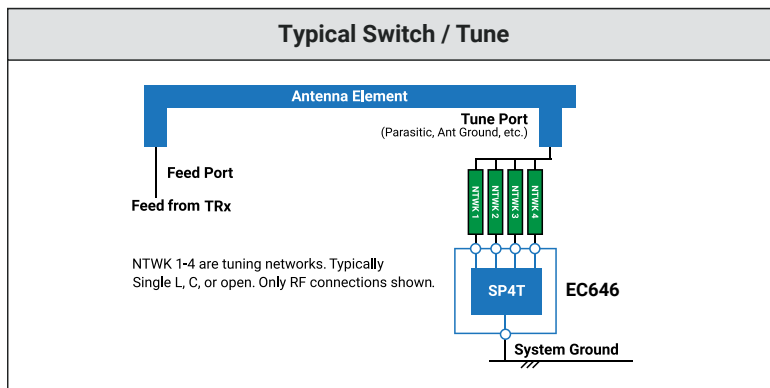 Typical Switch / Tune
Antenna Element
Tune Port
(Parasitic, Ant Ground, etc.)
Feed Port
Feed from TRx
NTWK 1
NTWK 2
NTWK 3
NTWK 4
NTWK 1-4 are tuning networks. Typically
Single L, C, or open. Only RF connections shown.
SP4T
EC646
System Ground